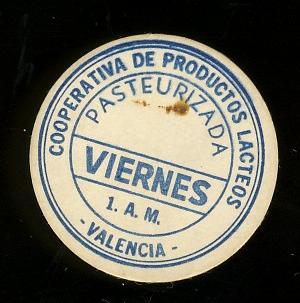 COOPERATIVA DE PRODUCTOS LACTEOS
PASTEURIZADA
VIERNES
1. A. M.
- VALENCIA -